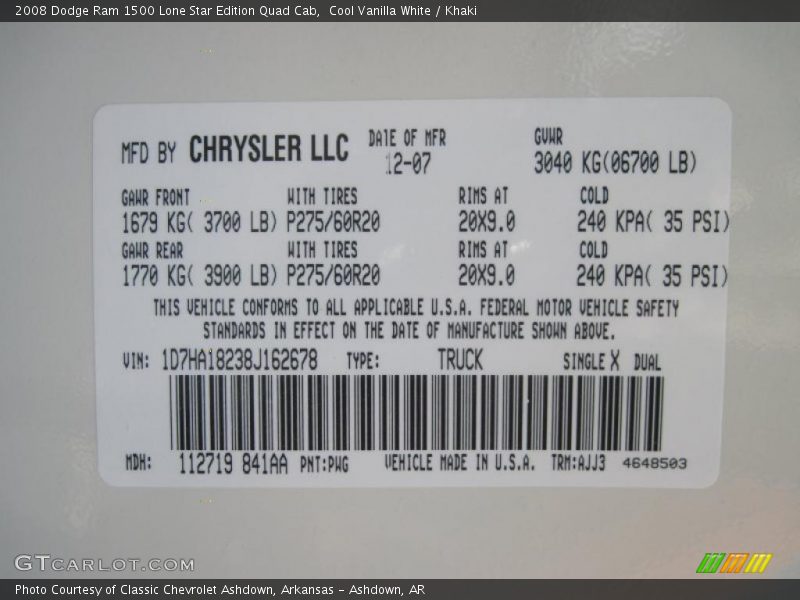 2008 Dodge Ram 1500 Lone Star Edition Quad Cab,  Cool Vanilla White / Khaki
MFD BY CHRYSLER LLC DATE OF MFR GVWR
12-07 3040 KG(06700 LB)
GAWR FRONT WITH TIRES RIMS AT COLD
1679 KG( 3700 LB) P275/60R20 20X9.0 240 KPA( 35 PSI)
GAWR REAR WITH TIRES RIMS AT COLD
1770 KG( 3900 LB) P275/60R20 20X9.0 240 KPA( 35 PSI)
THIS VEHICLE CONFORMS TO ALL APPLICABLE U.S.A. FEDERAL MOTOR VEHICLE SAFETY
STANDARDS IN EFFECT ON THE DATE OF MANUFACTURE SHOWN ABOVE.
VIN: 1D7HA18238J162678 TYPE: TRUCK SINGLE X DUAL
MDH: 112719 841AA PNT:PWG VEHICLE MADE IN U.S.A. TRM:AJJ3 4648503
GTCARLOT.COM
Photo Courtesy of Classic Chevrolet Ashdown, Arkansas – Ashdown, AR